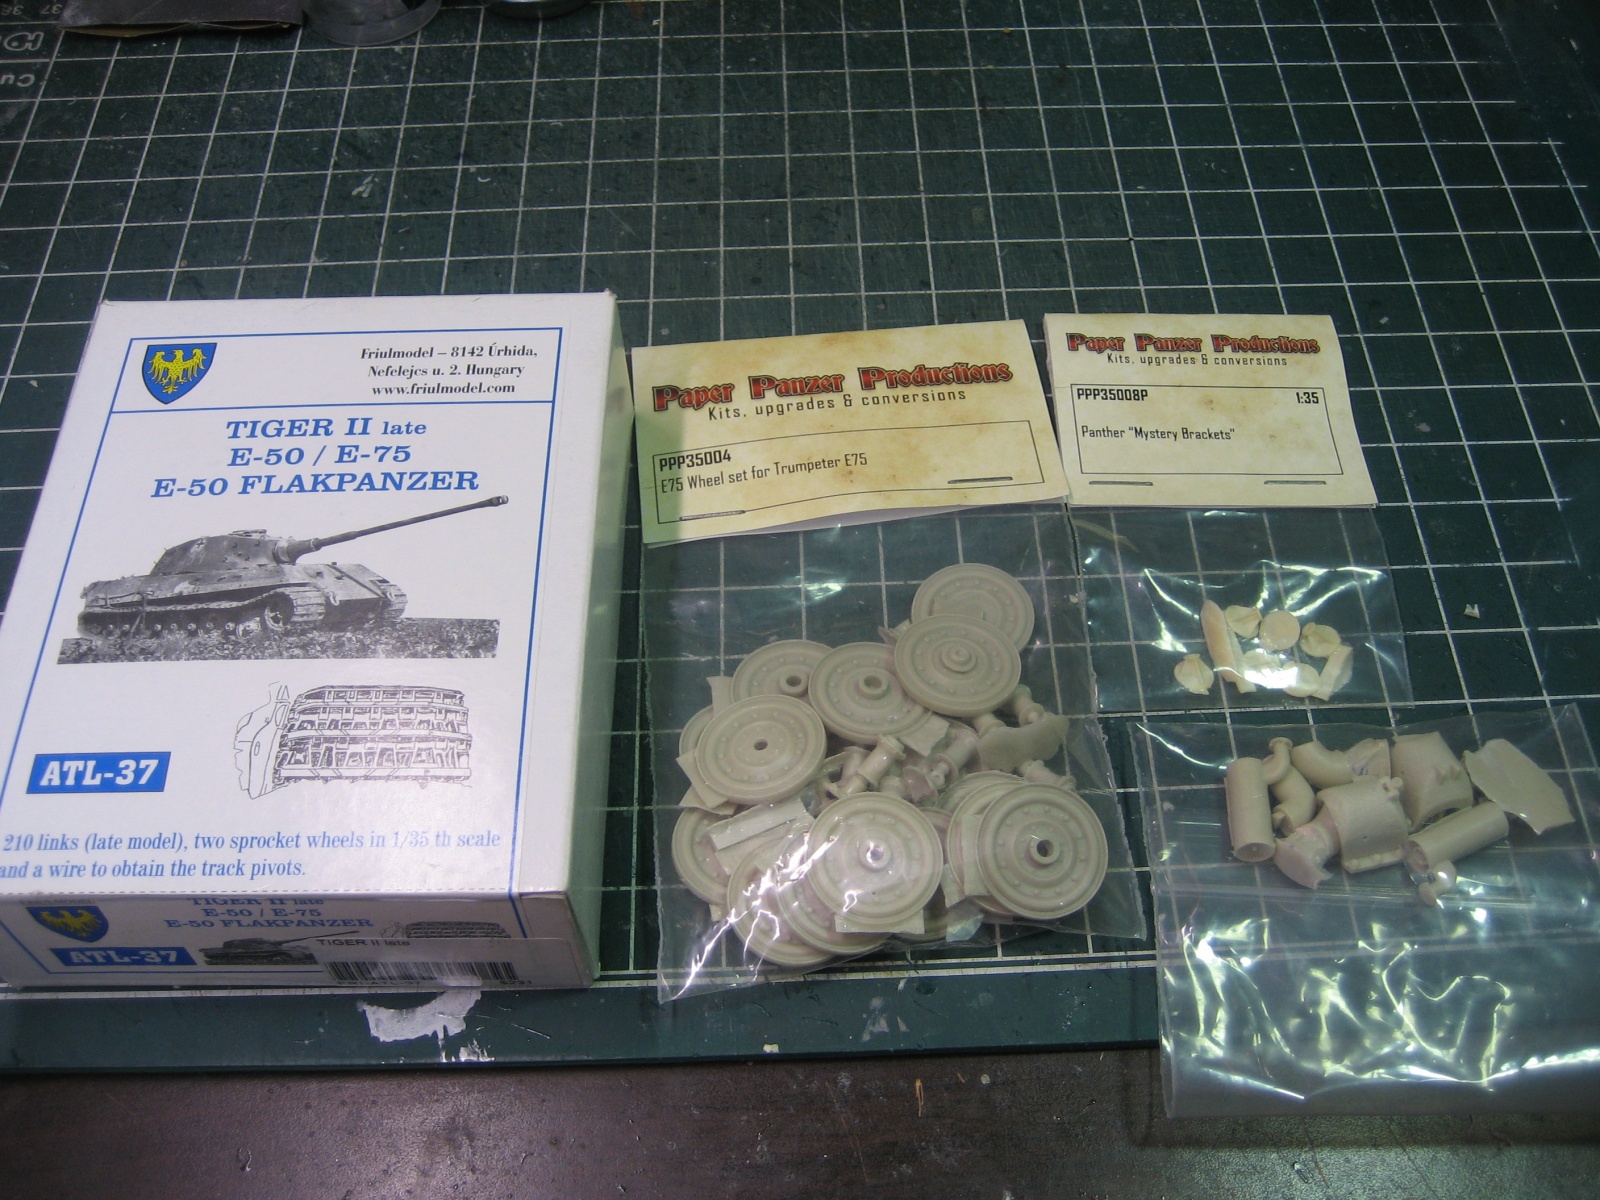 Friulmodel – 8142 Úrhida,
Nefelejcs u. 2. Hungary
www.friulmodel.com
TIGER II late
E-50 / E-75
E-50 FLAKPANZER
ATL-37
210 links (late model), two sprocket wheels in 1/35 th scale
and a wire to obtain the track pivots.
TIGER II late
E-50 / E-75
E-50 FLAKPANZER
ATL-37
TIGER II late
Paper Panzer Productions
Kits, upgrades & conversions
PPP35004
E75 Wheel set for Trumpeter E75
Paper Panzer Productions
Kits, upgrades & conversions
PPP35008P 1:35
Panther "Mystery Brackets"